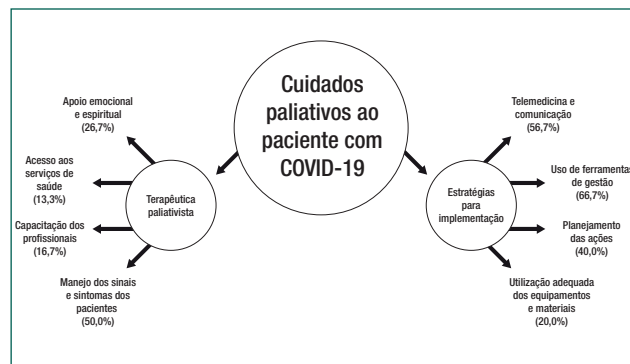 Cuidados
paliativos ao
paciente com
COVID-19
Terapêutica
paliativista
Apoio emocional
e espiritual
(26,7%)
Acesso aos
serviços de
saúde
(13,3%)
Capacitação dos
profissionais
(16,7%)
Manejo dos sinais
e sintomas dos
pacientes
(50,0%)
Estratégias
para
implementação
Telemedicina e
comunicação
(56,7%)
Uso de ferramentas
de gestão
(66,7%)
Planejamento
das ações
(40,0%)
Utilização adequada
dos equipamentos
e materiais
(20,0%)